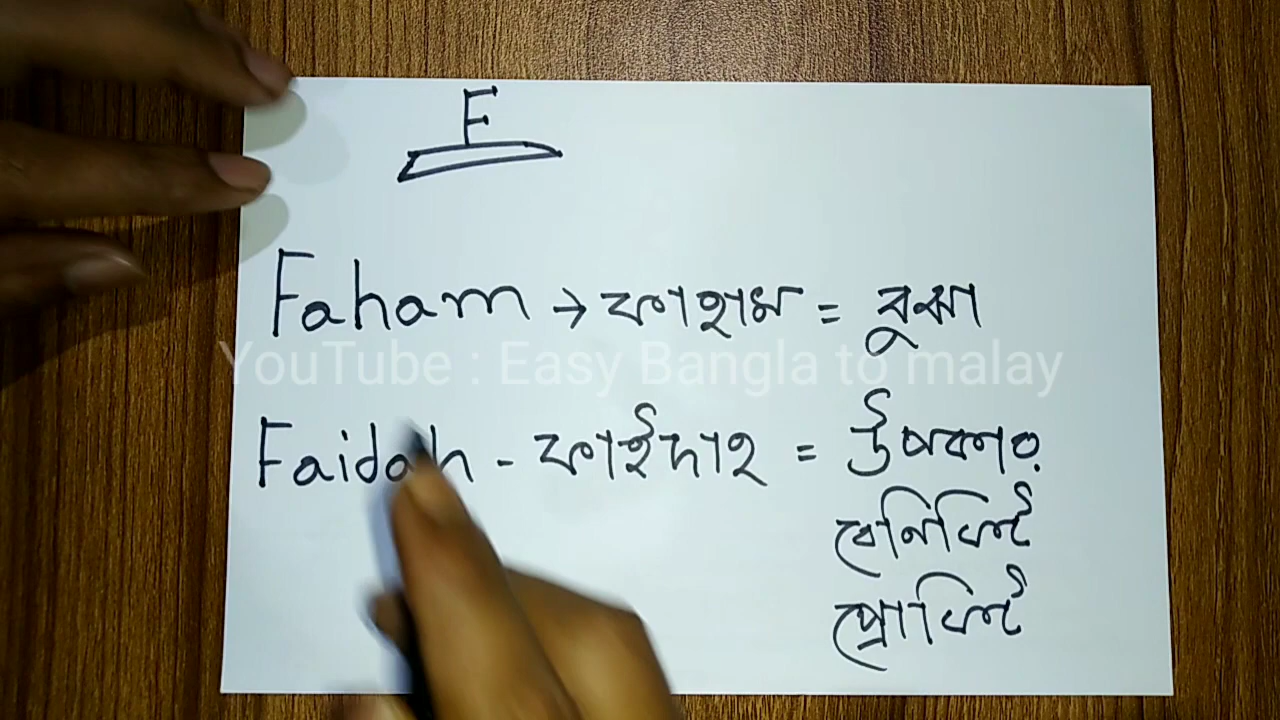 F
Faham → ফাহাম = বুঝা
YouTube : Easy Bangla to malay
Faidah - ফাইদাহ = উপকার
বেনিফিট
প্রোফিট